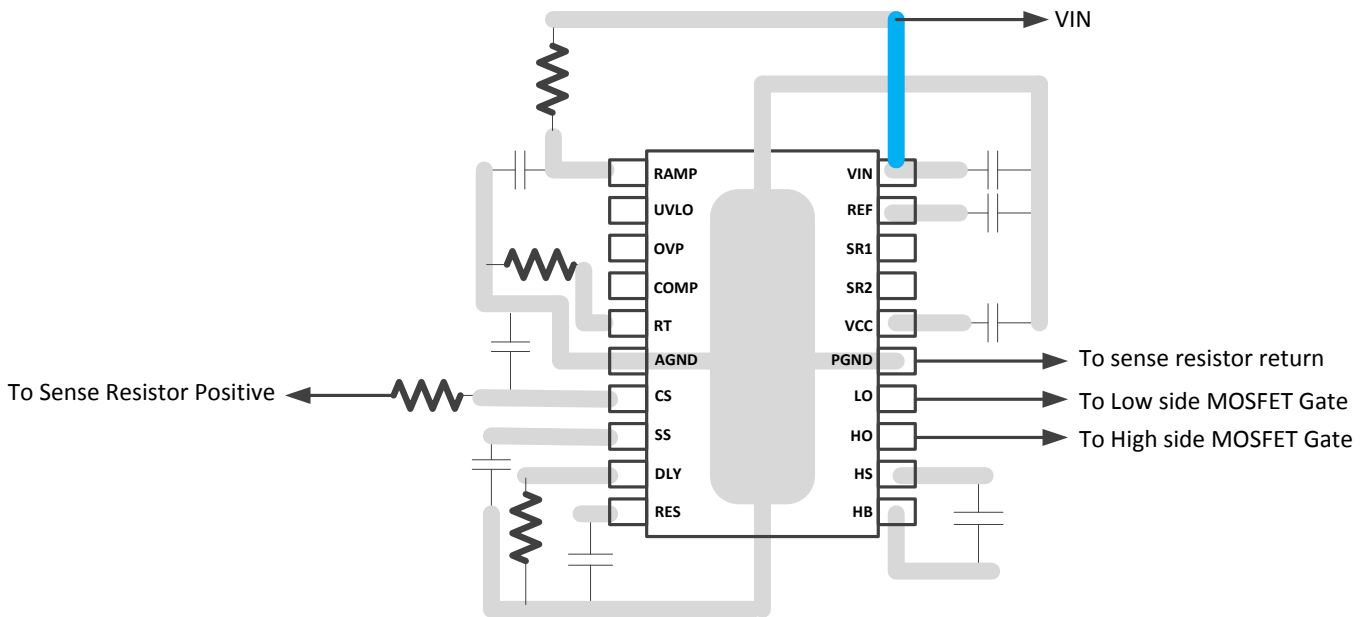 VIN
RAMP
VIN
UVLO
REF
OVP
SR1
COMP
SR2
RT
VCC
AGND
PGND
To sense resistor return
To Sense Resistor Positive
CS
LO
To Low side MOSFET Gate
SS
HO
To High side MOSFET Gate
DLY
HS
RES
HB